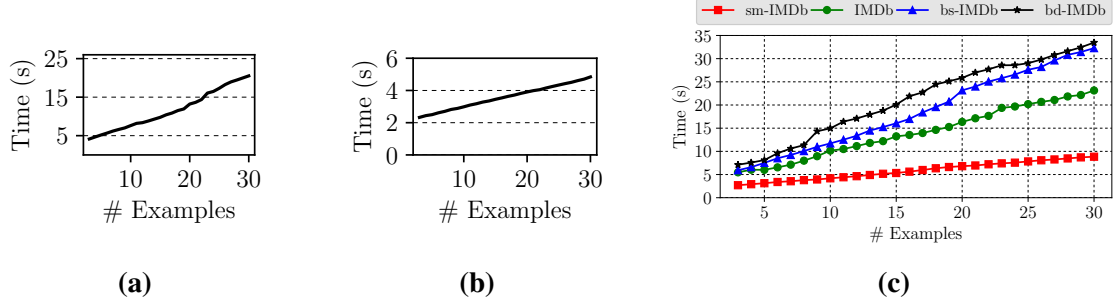 25
15
5
10 20 30
Time (s)
# Examples
(a)
6
4
2
0
10 20 30
Time (s)
# Examples
(b)
sm-IMDb IMDb bs-IMDb bd-IMDb
35
30
25
20
15
10
5
0
5 10 15 20 25 30
Time (s)
# Examples
(c)